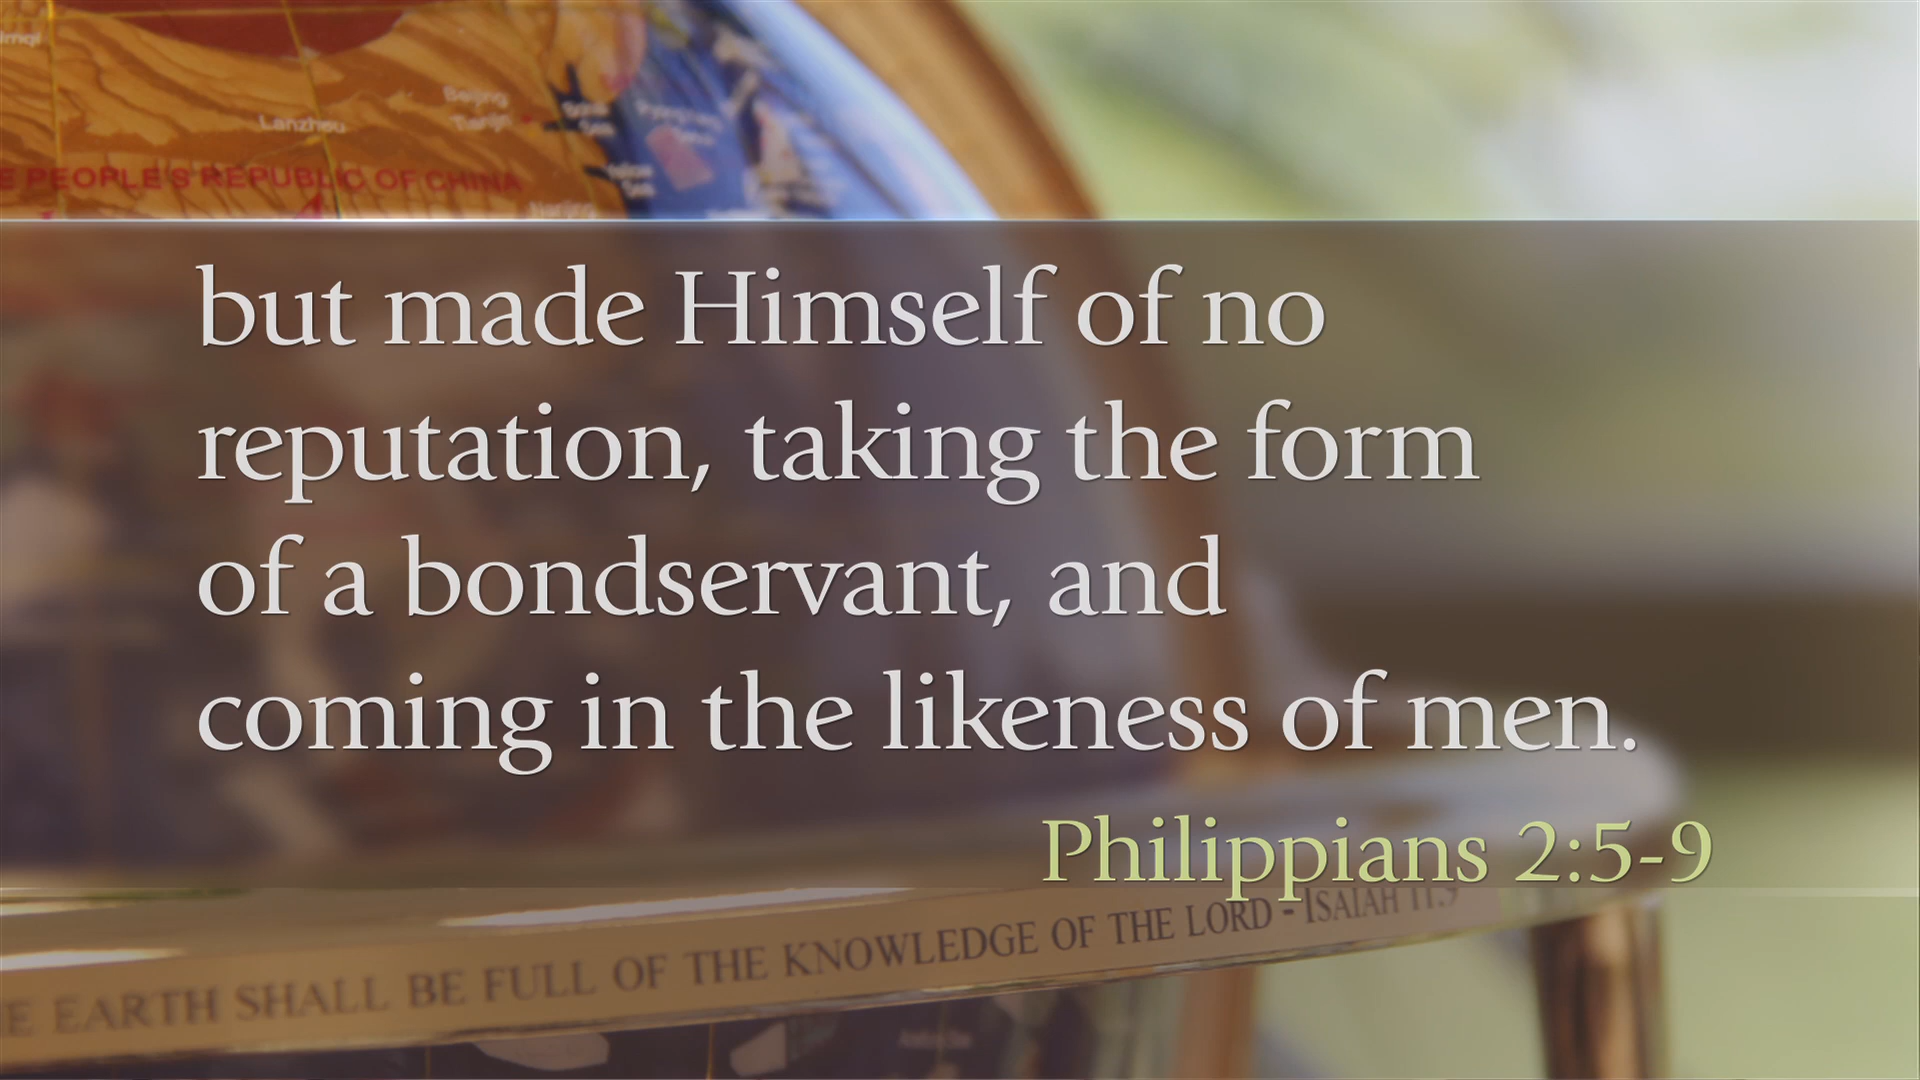 Lanzhou
Beijing
Tianjin
PEOPLE'S REPUBLIC OF CHINA
Nanjing
but made Himself of no
reputation, taking the form
of a bondservant, and
coming in the likeness of men.
Philippians 2:5-9
EARTH SHALL BE FULL OF THE KNOWLEDGE OF THE LORD - ISAIAH 11:9